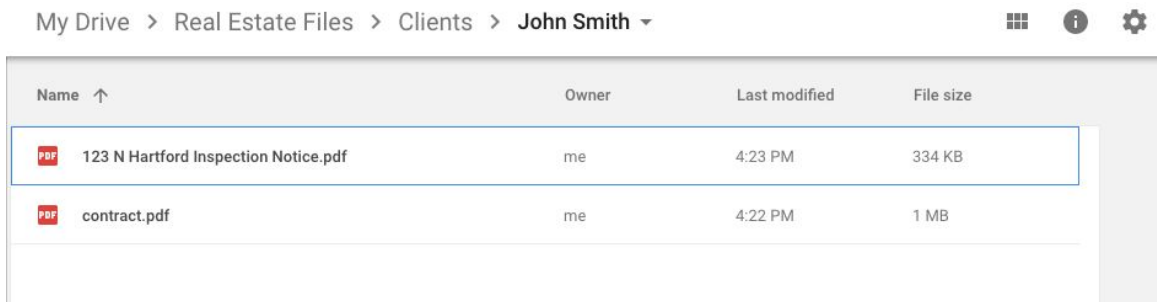 My Drive > Real Estate Files > Clients > John Smith
Name ↑ Owner Last modified File size
PDF 123 N Hartford Inspection Notice.pdf me 4:23 PM 334 KB
PDF contract.pdf me 4:22 PM 1 MB